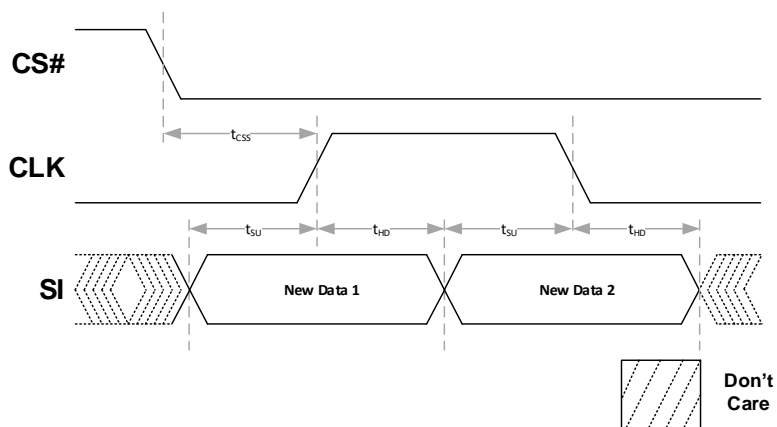 CS#
tCSS
CLK
tSU tHD tSU tHD
SI
New Data 1 New Data 2
Don't
Care